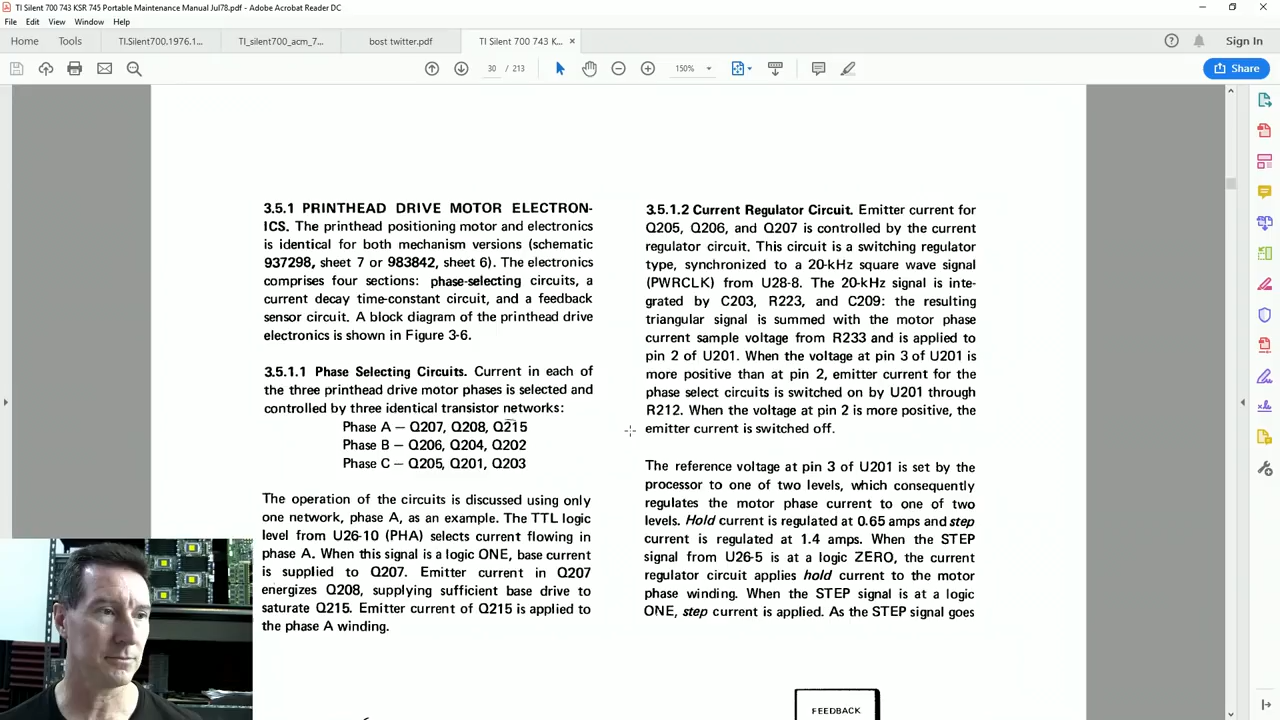 TI Silent 700 743 KSR 745 Portable Maintenance Manual Jul78.pdf - Adobe Acrobat Reader DC
File Edit View Window Help
Home Tools TI.Silent700.1976.1... TI_silent700_acm_7... bost twitter.pdf TI Silent 700 743 K... × Sign In
30 / 213 150% Share
3.5.1 PRINTHEAD DRIVE MOTOR ELECTRON-
ICS. The printhead positioning motor and electronics
is identical for both mechanism versions (schematic
937298, sheet 7 or 983842, sheet 6). The electronics
comprises four sections: phase-selecting circuits, a
current decay time-constant circuit, and a feedback
sensor circuit. A block diagram of the printhead drive
electronics is shown in Figure 3-6.
3.5.1.1 Phase Selecting Circuits. Current in each of
the three printhead drive motor phases is selected and
controlled by three identical transistor networks:
Phase A — Q207, Q208, Q215
Phase B — Q206, Q204, Q202
Phase C — Q205, Q201, Q203
The operation of the circuits is discussed using only
one network, phase A, as an example. The TTL logic
level from U26-10 (PHA) selects current flowing in
phase A. When this signal is a logic ONE, base current
is supplied to Q207. Emitter current in Q207
energizes Q208, supplying sufficient base drive to
saturate Q215. Emitter current of Q215 is applied to
the phase A winding.
3.5.1.2 Current Regulator Circuit. Emitter current for
Q205, Q206, and Q207 is controlled by the current
regulator circuit. This circuit is a switching regulator
type, synchronized to a 20-kHz square wave signal
(PWRCLK) from U28-8. The 20-kHz signal is inte-
grated by C203, R223, and C209: the resulting
triangular signal is summed with the motor phase
current sample voltage from R233 and is applied to
pin 2 of U201. When the voltage at pin 3 of U201 is
more positive than at pin 2, emitter current for the
phase select circuits is switched on by U201 through
R212. When the voltage at pin 2 is more positive, the
emitter current is switched off.
The reference voltage at pin 3 of U201 is set by the
processor to one of two levels, which consequently
regulates the motor phase current to one of two
levels. Hold current is regulated at 0.65 amps and step
current is regulated at 1.4 amps. When the STEP
signal from U26-5 is at a logic ZERO, the current
regulator circuit applies hold current to the motor
phase winding. When the STEP signal is at a logic
ONE, step current is applied. As the STEP signal goes
FEEDBACK